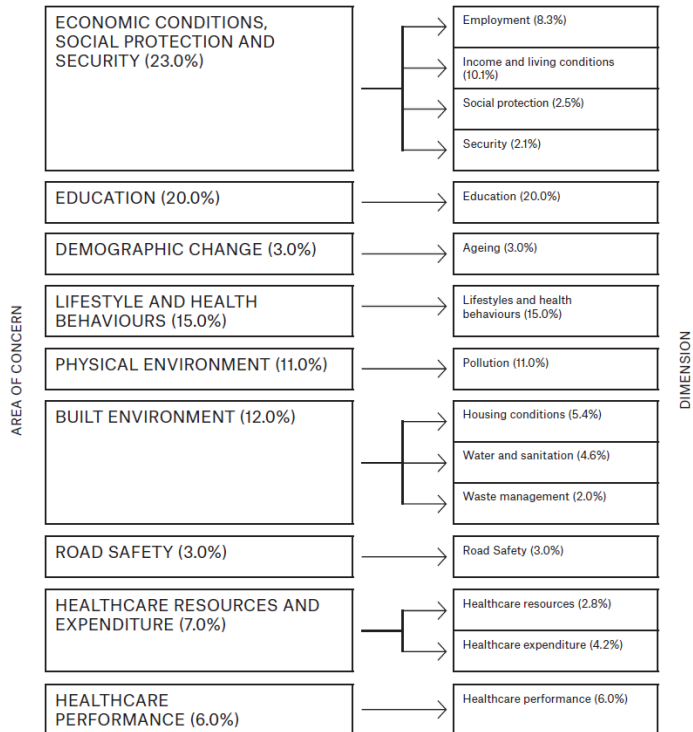 ECONOMIC CONDITIONS,
SOCIAL PROTECTION AND
SECURITY (23.0%)
Employment (8.3%)
Income and living conditions
(10.1%)
Social protection (2.5%)
Security (2.1%)
EDUCATION (20.0%)
Education (20.0%)
DEMOGRAPHIC CHANGE (3.0%)
Ageing (3.0%)
LIFESTYLE AND HEALTH
BEHAVIOURS (15.0%)
Lifestyles and health
behaviours (15.0%)
PHYSICAL ENVIRONMENT (11.0%)
Pollution (11.0%)
BUILT ENVIRONMENT (12.0%)
Housing conditions (5.4%)
Water and sanitation (4.6%)
Waste management (2.0%)
ROAD SAFETY (3.0%)
Road Safety (3.0%)
HEALTHCARE RESOURCES AND
EXPENDITURE (7.0%)
Healthcare resources (2.8%)
Healthcare expenditure (4.2%)
HEALTHCARE
PERFORMANCE (6.0%)
Healthcare performance (6.0%)
AREA OF CONCERN
DIMENSION